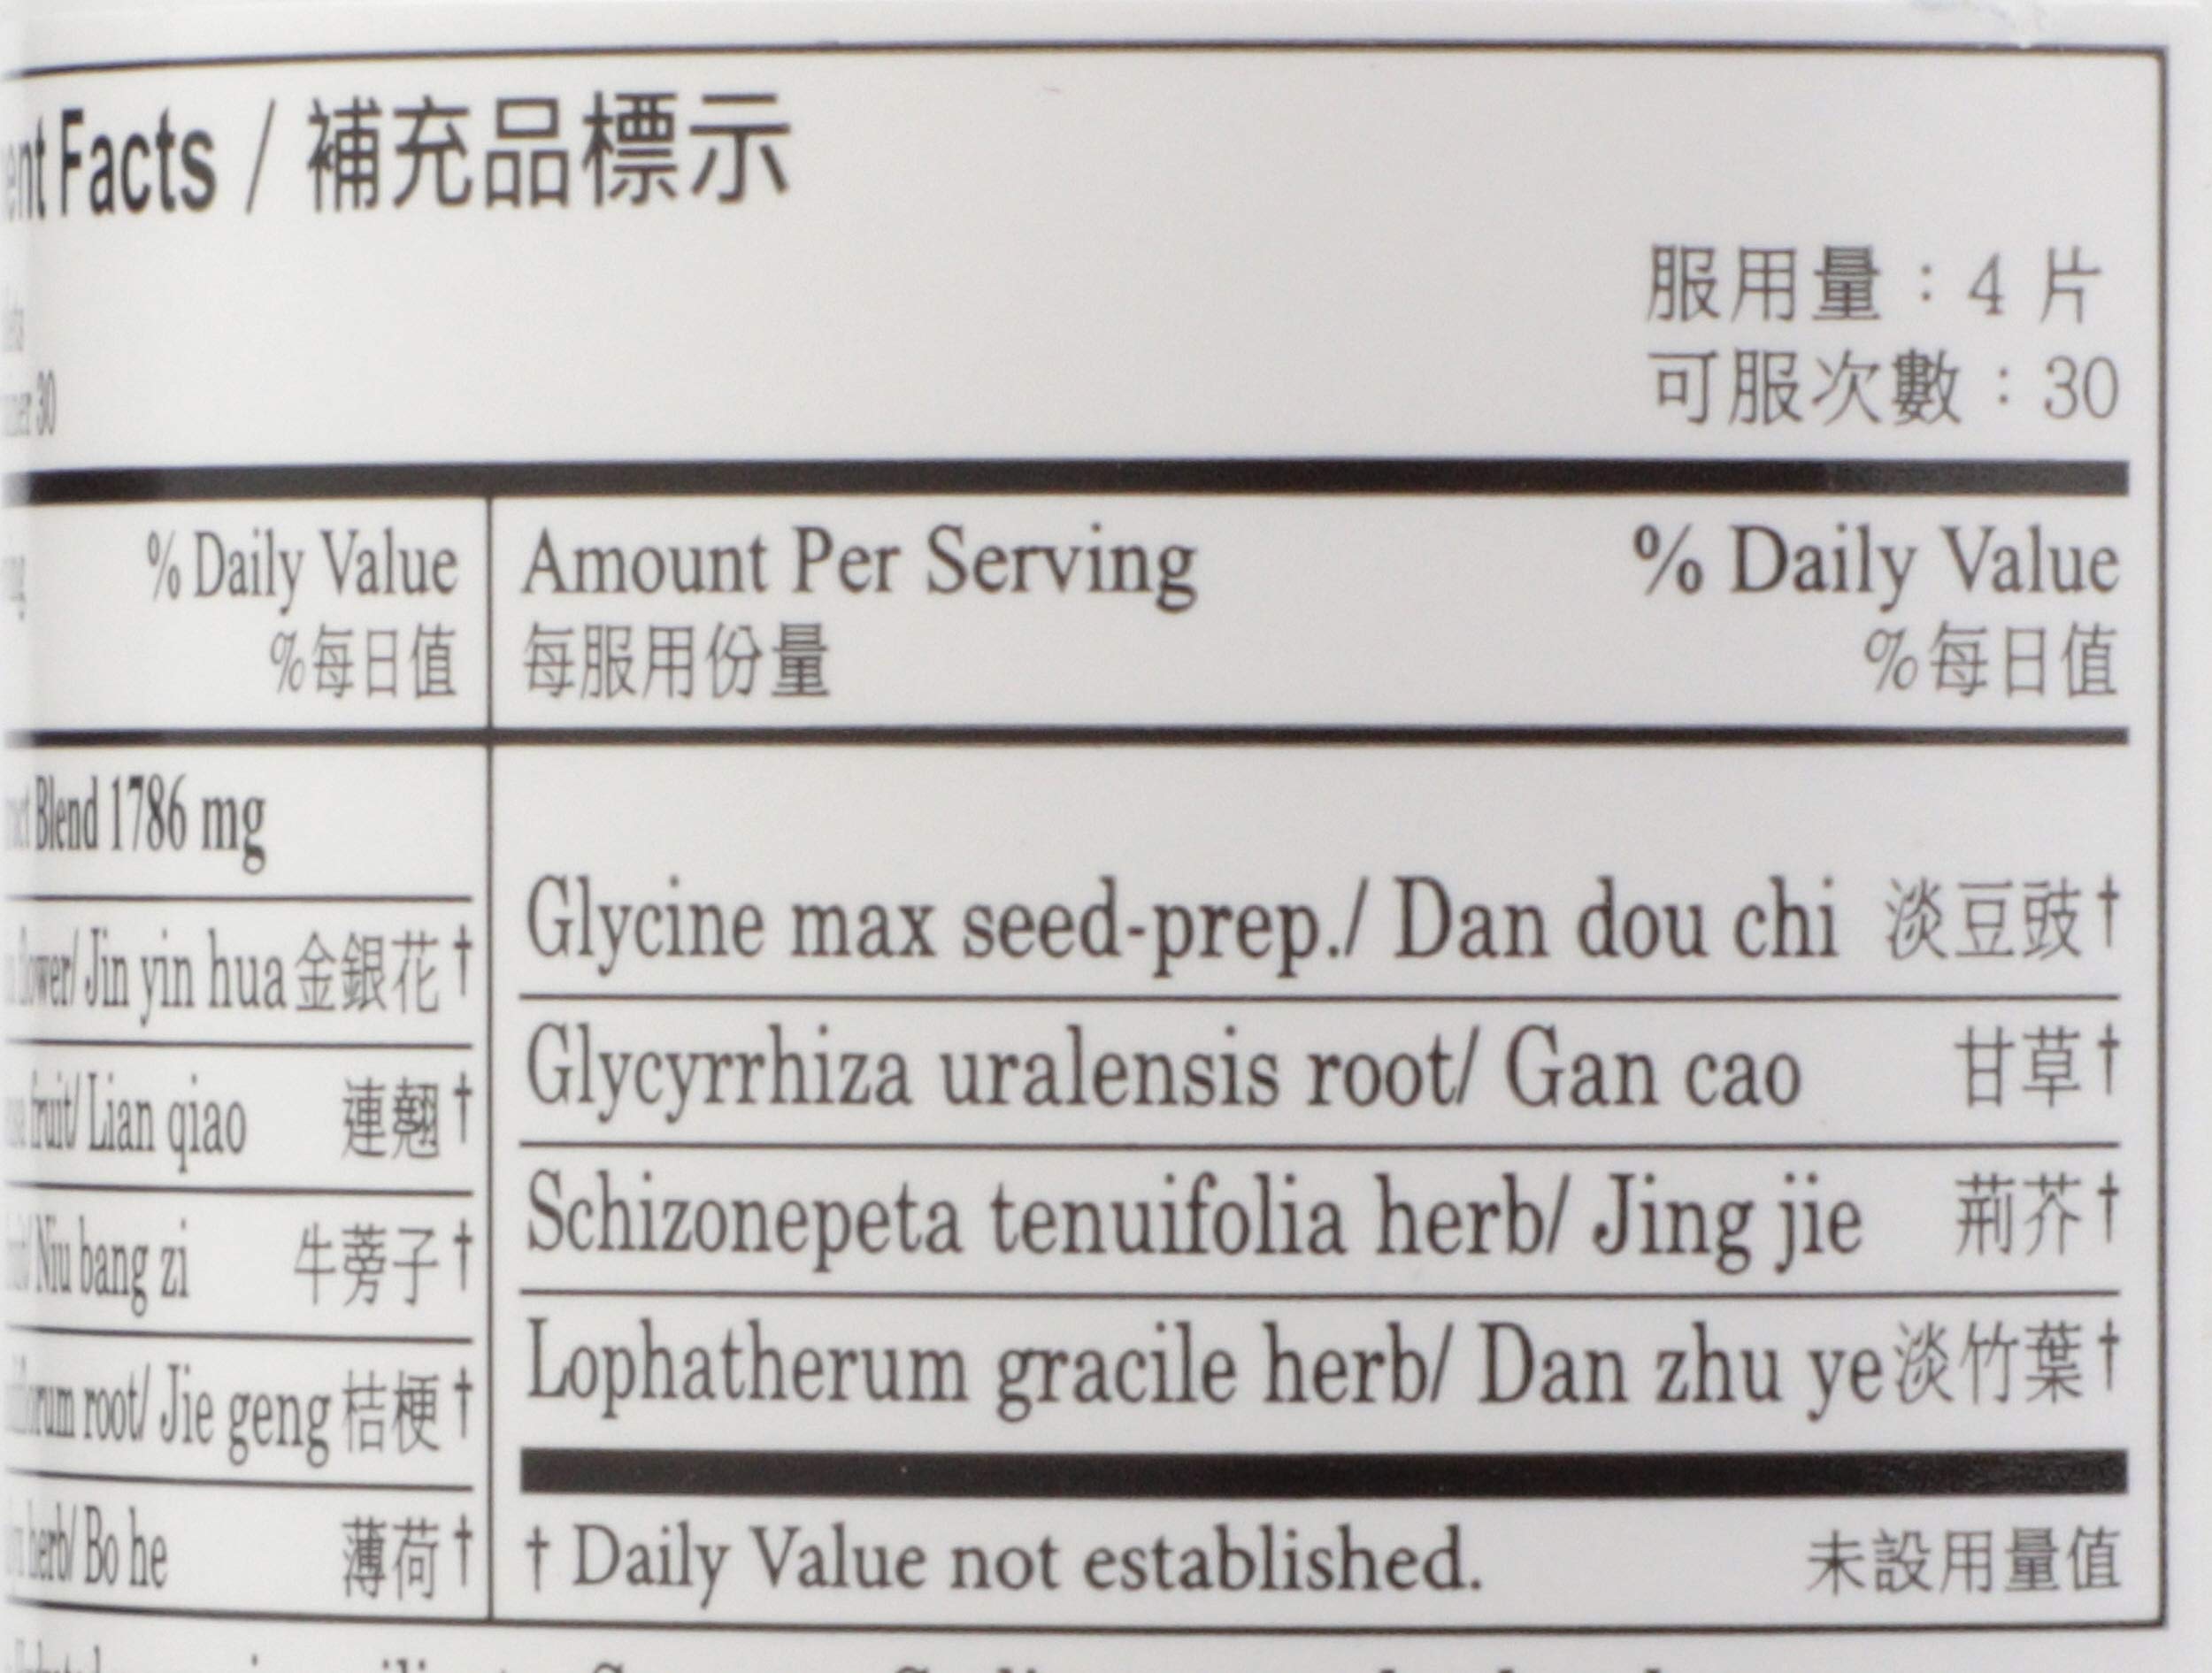 Facts / 補充品標示
服用量：4 片
30
可服次數：30
% Daily Value
%每日值
Amount Per Serving
% Daily Value
每服用份量
%每日值
Blend 1786 mg
flower/ Jin yin hua 金銀花 †
fruit/ Lian qiao 連翹 †
Niu bang zi 牛蒡子 †
root/ Jie geng 桔梗 †
herb/ Bo he 薄荷 †
Glycine max seed-prep./ Dan dou chi 淡豆豉 †
Glycyrrhiza uralensis root/ Gan cao 甘草 †
Schizonepeta tenuifolia herb/ Jing jie 荊芥 †
Lophatherum gracile herb/ Dan zhu ye 淡竹葉 †
† Daily Value not established. 未設用量值